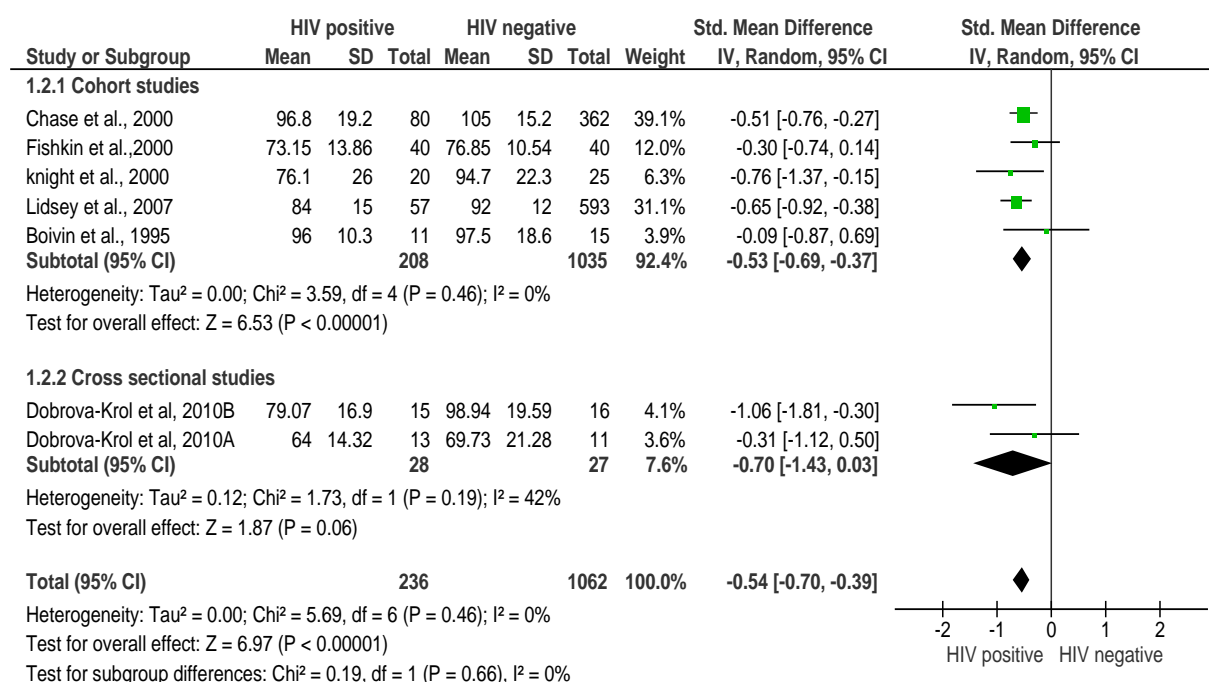 HIV positive HIV negative Std. Mean Difference Std. Mean Difference
Study or Subgroup Mean SD Total Mean SD Total Weight IV, Random, 95% CI IV, Random, 95% CI
1.2.1 Cohort studies
Chase et al., 2000 96.8 19.2 80 105 15.2 362 39.1% -0.51 [-0.76, -0.27]
Fishkin et al.,2000 73.15 13.86 40 76.85 10.54 40 12.0% -0.30 [-0.74, 0.14]
knight et al., 2000 76.1 26 20 94.7 22.3 25 6.3% -0.76 [-1.37, -0.15]
Lidsey et al., 2007 84 15 57 92 12 593 31.1% -0.65 [-0.92, -0.38]
Boivin et al., 1995 96 10.3 11 97.5 18.6 15 3.9% -0.09 [-0.87, 0.69]
Subtotal (95% CI) 208 1035 92.4% -0.53 [-0.69, -0.37]
Heterogeneity: Tau² = 0.00; Chi² = 3.59, df = 4 (P = 0.46); I² = 0%
Test for overall effect: Z = 6.53 (P < 0.00001)
1.2.2 Cross sectional studies
Dobrova-Krol et al, 2010B 79.07 16.9 15 98.94 19.59 16 4.1% -1.06 [-1.81, -0.30]
Dobrova-Krol et al, 2010A 64 14.32 13 69.73 21.28 11 3.6% -0.31 [-1.12, 0.50]
Subtotal (95% CI) 28 27 7.6% -0.70 [-1.43, 0.03]
Heterogeneity: Tau² = 0.12; Chi² = 1.73, df = 1 (P = 0.19); I² = 42%
Test for overall effect: Z = 1.87 (P = 0.06)
Total (95% CI) 236 1062 100.0% -0.54 [-0.70, -0.39]
Heterogeneity: Tau² = 0.00; Chi² = 5.69, df = 6 (P = 0.46); I² = 0%
Test for overall effect: Z = 6.97 (P < 0.00001)
Test for subgroup differences: Chi² = 0.19, df = 1 (P = 0.66), I² = 0%
-2 -1 0 1 2
HIV positive HIV negative